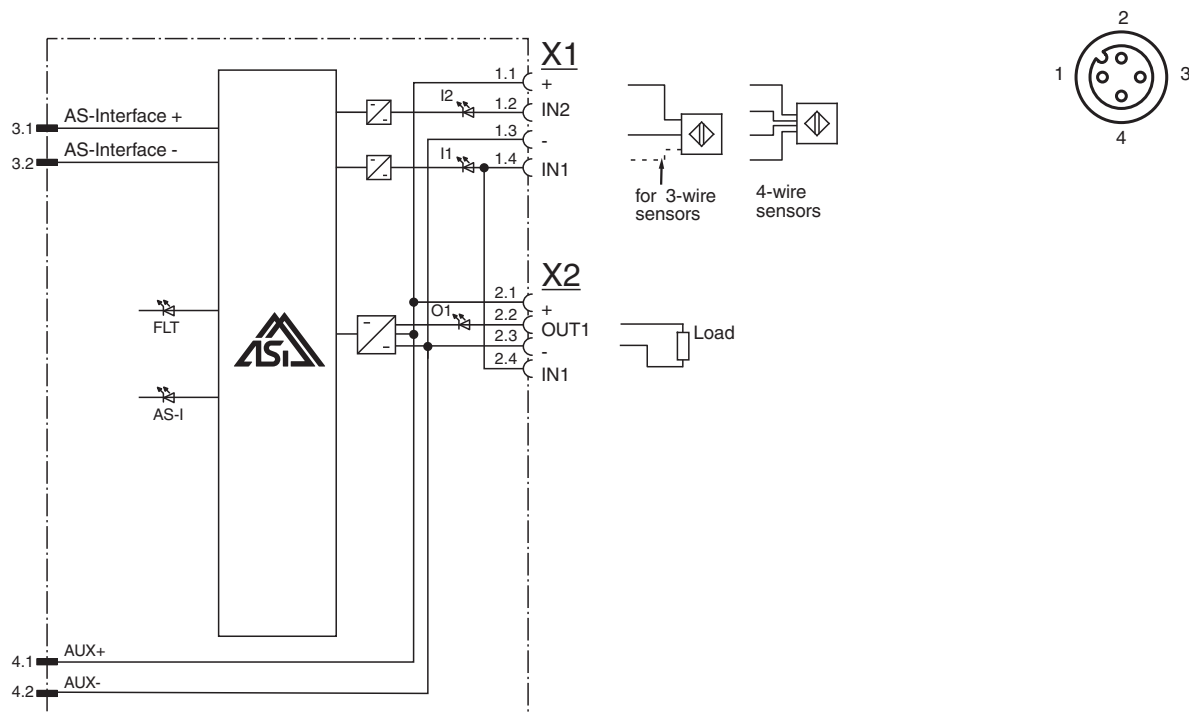 X1
1.1
+
I2
1.2
IN2
1.3
-
I1
1.4
IN1
3.1
AS-Interface +
3.2
AS-Interface -
for 3-wire
sensors
4-wire
sensors
2
1
3
4
X2
2.1
+
O1
2.2
OUT1
2.3
-
2.4
IN1
Load
FLT
ASi
AS-I
4.1
AUX+
4.2
AUX-